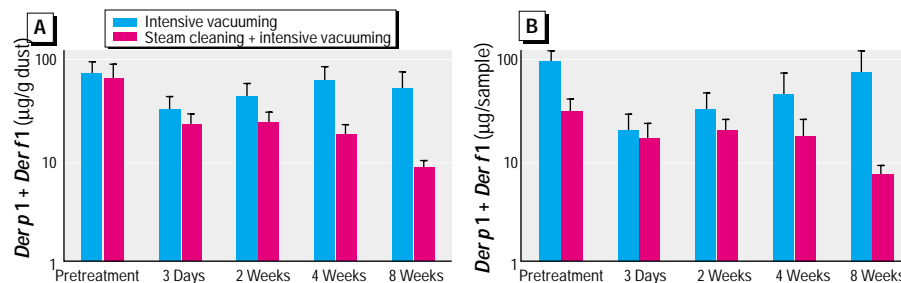 A
Intensive vacuuming
Steam cleaning + intensive vacuuming
Der p 1 + Der f 1 (µg/g dust)
100
10
1
Pretreatment 3 Days 2 Weeks 4 Weeks 8 Weeks
B
Der p 1 + Der f 1 (µg/sample)
100
10
1
Pretreatment 3 Days 2 Weeks 4 Weeks 8 Weeks